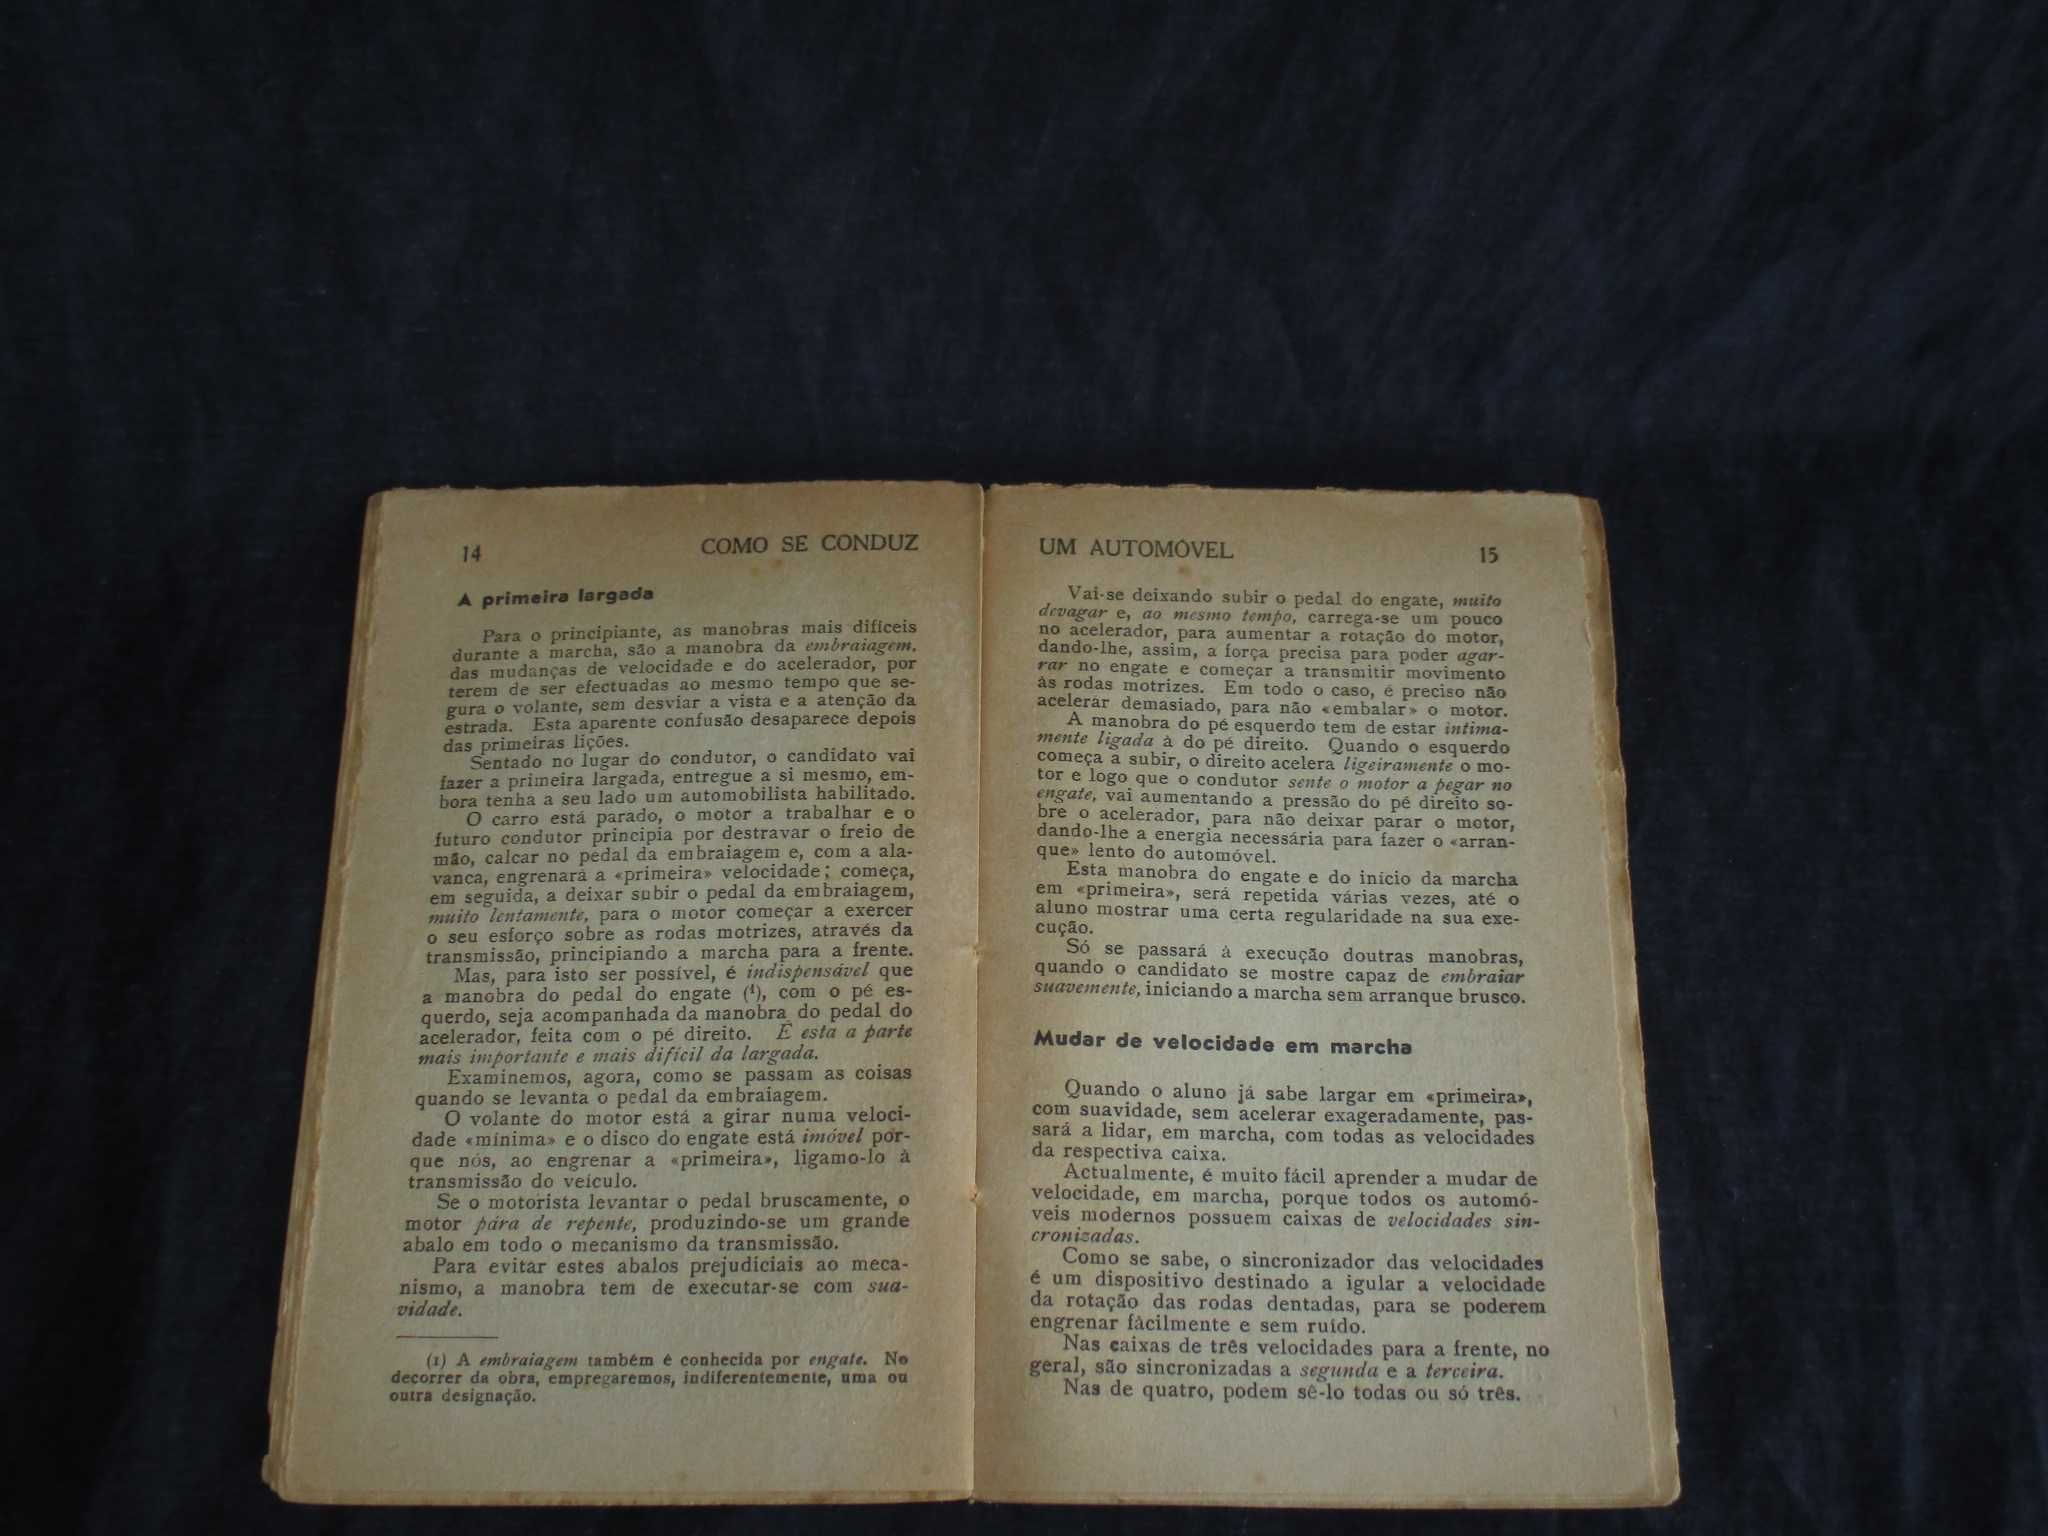 14
COMO SE CONDUZ
A primeira largada
Para o principiante, as manobras mais difíceis
durante a marcha, são a manobra da embraiagem,
das mudanças de velocidade e do acelerador, por
terem de ser efectuadas ao mesmo tempo que se-
gura o volante, sem desviar a vista e a atenção da
estrada. Esta aparente confusão desaparece depois
das primeiras lições.
Sentado no lugar do condutor, o candidato vai
fazer a primeira largada, entregue a si mesmo, em-
bora tenha a seu lado um automobilista habilitado.
O carro está parado, o motor a trabalhar e o
futuro condutor principia por destravar o freio de
mão, calcar no pedal da embraiagem e, com a ala-
vanca, engrenará a «primeira» velocidade; começa,
em seguida, a deixar subir o pedal da embraiagem,
muito lentamente, para o motor começar a exercer
o seu esforço sobre as rodas motrizes, através da
transmissão, principiando a marcha para a frente.
Mas, para isto ser possível, é indispensável que
a manobra do pedal do engate (¹), com o pé es-
querdo, seja acompanhada da manobra do pedal do
acelerador, feita com o pé direito. É esta a parte
mais importante e mais difícil da largada.
Examinemos, agora, como se passam as coisas
quando se levanta o pedal da embraiagem.
O volante do motor está a girar numa veloci-
dade «mínima» e o disco do engate está imóvel por-
que nós, ao engrenar a «primeira», ligamo-lo à
transmissão do veículo.
Se o motorista levantar o pedal bruscamente, o
motor pára de repente, produzindo-se um grande
abalo em todo o mecanismo da transmissão.
Para evitar estes abalos prejudiciais ao meca-
nismo, a manobra tem de executar-se com sua-
vidade.
(1) A embraiagem também é conhecida por engate. No
decorrer da obra, empregaremos, indiferentemente, uma ou
outra designação.
UM AUTOMÓVEL
15
Vai-se deixando subir o pedal do engate, muito
devagar e, ao mesmo tempo, carrega-se um pouco
no acelerador, para aumentar a rotação do motor,
dando-lhe, assim, a força precisa para poder agar-
rar no engate e começar a transmitir movimento
às rodas motrizes. Em todo o caso, é preciso não
acelerar demasiado, para não «embalar» o motor.
A manobra do pé esquerdo tem de estar intima-
mente ligada à do pé direito. Quando o esquerdo
começa a subir, o direito acelera ligeiramente o mo-
tor e logo que o condutor sente o motor a pegar no
engate, vai aumentando a pressão do pé direito so-
bre o acelerador, para não deixar parar o motor,
dando-lhe a energia necessária para fazer o «arran-
que» lento do automóvel.
Esta manobra do engate e do início da marcha
em «primeira», será repetida várias vezes, até o
aluno mostrar uma certa regularidade na sua exe-
cução.
Só se passará à execução doutras manobras,
quando o candidato se mostre capaz de embraiar
suavemente, iniciando a marcha sem arranque brusco.
Mudar de velocidade em marcha
Quando o aluno já sabe largar em «primeira»,
com suavidade, sem acelerar exageradamente, pas-
sará a lidar, em marcha, com todas as velocidades
da respectiva caixa.
Actualmente, é muito fácil aprender a mudar de
velocidade, em marcha, porque todos os automó-
veis modernos possuem caixas de velocidades sin-
cronizadas.
Como se sabe, o sincronizador das velocidades
é um dispositivo destinado a igular a velocidade
da rotação das rodas dentadas, para se poderem
engrenar fàcilmente e sem ruído.
Nas caixas de três velocidades para a frente, no
geral, são sincronizadas a segunda e a terceira.
Nas de quatro, podem sê-lo todas ou só três.